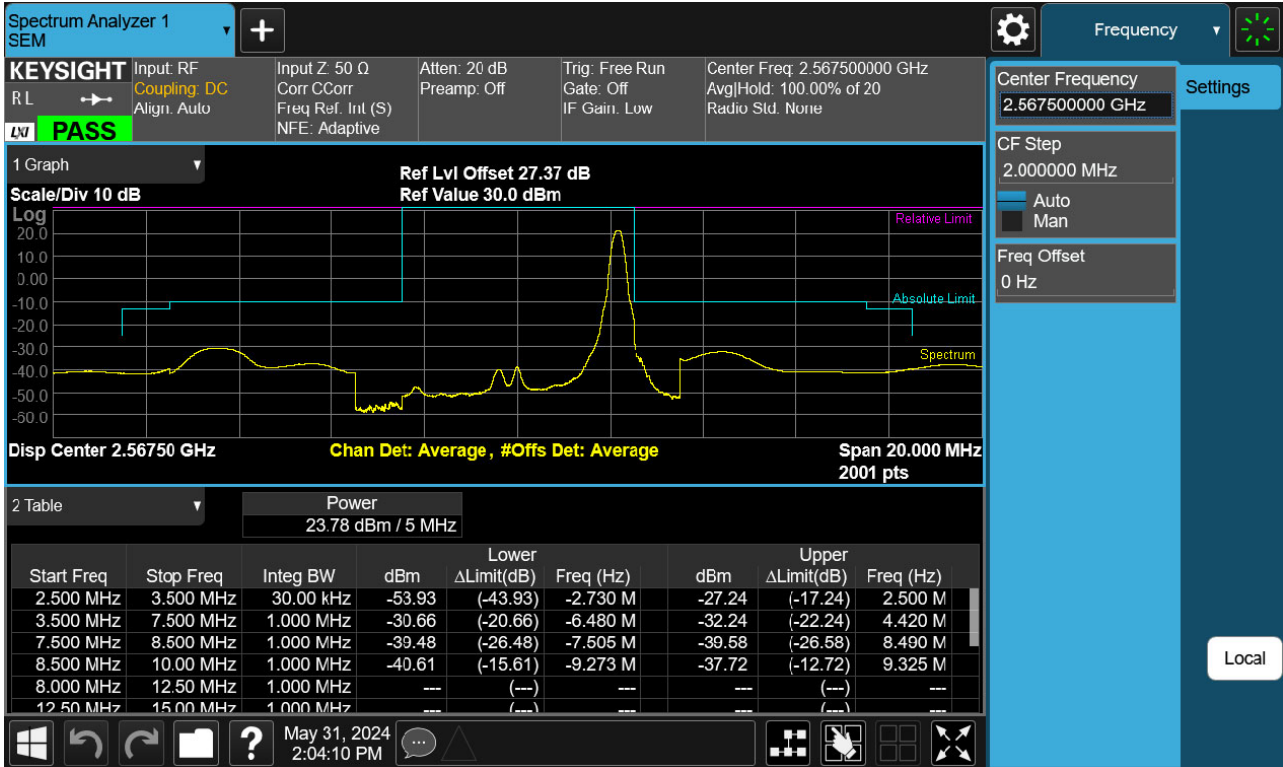 Spectrum Analyzer 1
SEM
Frequency
KEYSIGHT
RL
LXI
PASS
Input: RF
Coupling: DC
Align: Auto
Input Z: 50 Ω
Corr CCorr
Freq Ref: Int (S)
NFE: Adaptive
Atten: 20 dB
Preamp: Off
Trig: Free Run
Gate: Off
IF Gain: Low
Center Freq: 2.567500000 GHz
Avg|Hold: 100.00% of 20
Radio Std: None
Center Frequency
2.567500000 GHz
Settings
CF Step
2.000000 MHz
Auto
Man
Freq Offset
0 Hz
Local
1 Graph
Scale/Div 10 dB
Ref Lvl Offset 27.37 dB
Ref Value 30.0 dBm
Log
20.0
10.0
0.00
-10.0
-20.0
-30.0
-40.0
-50.0
-60.0
Relative Limit
Absolute Limit
Spectrum
Disp Center 2.56750 GHz
Chan Det: Average , #Offs Det: Average
Span 20.000 MHz
2001 pts
2 Table
Power
23.78 dBm / 5 MHz
Lower Upper
Start Freq Stop Freq Integ BW dBm ΔLimit(dB) Freq (Hz) dBm ΔLimit(dB) Freq (Hz)
2.500 MHz 3.500 MHz 30.00 kHz -53.93 (-43.93) -2.730 M -27.24 (-17.24) 2.500 M
3.500 MHz 7.500 MHz 1.000 MHz -30.66 (-20.66) -6.480 M -32.24 (-22.24) 4.420 M
7.500 MHz 8.500 MHz 1.000 MHz -39.48 (-26.48) -7.505 M -39.58 (-26.58) 8.490 M
8.500 MHz 10.00 MHz 1.000 MHz -40.61 (-15.61) -9.273 M -37.72 (-12.72) 9.325 M
8.000 MHz 12.50 MHz 1.000 MHz --- (---) --- --- (---) ---
12.50 MHz 15.00 MHz 1.000 MHz --- (---) --- --- (---) ---
May 31, 2024
2:04:10 PM